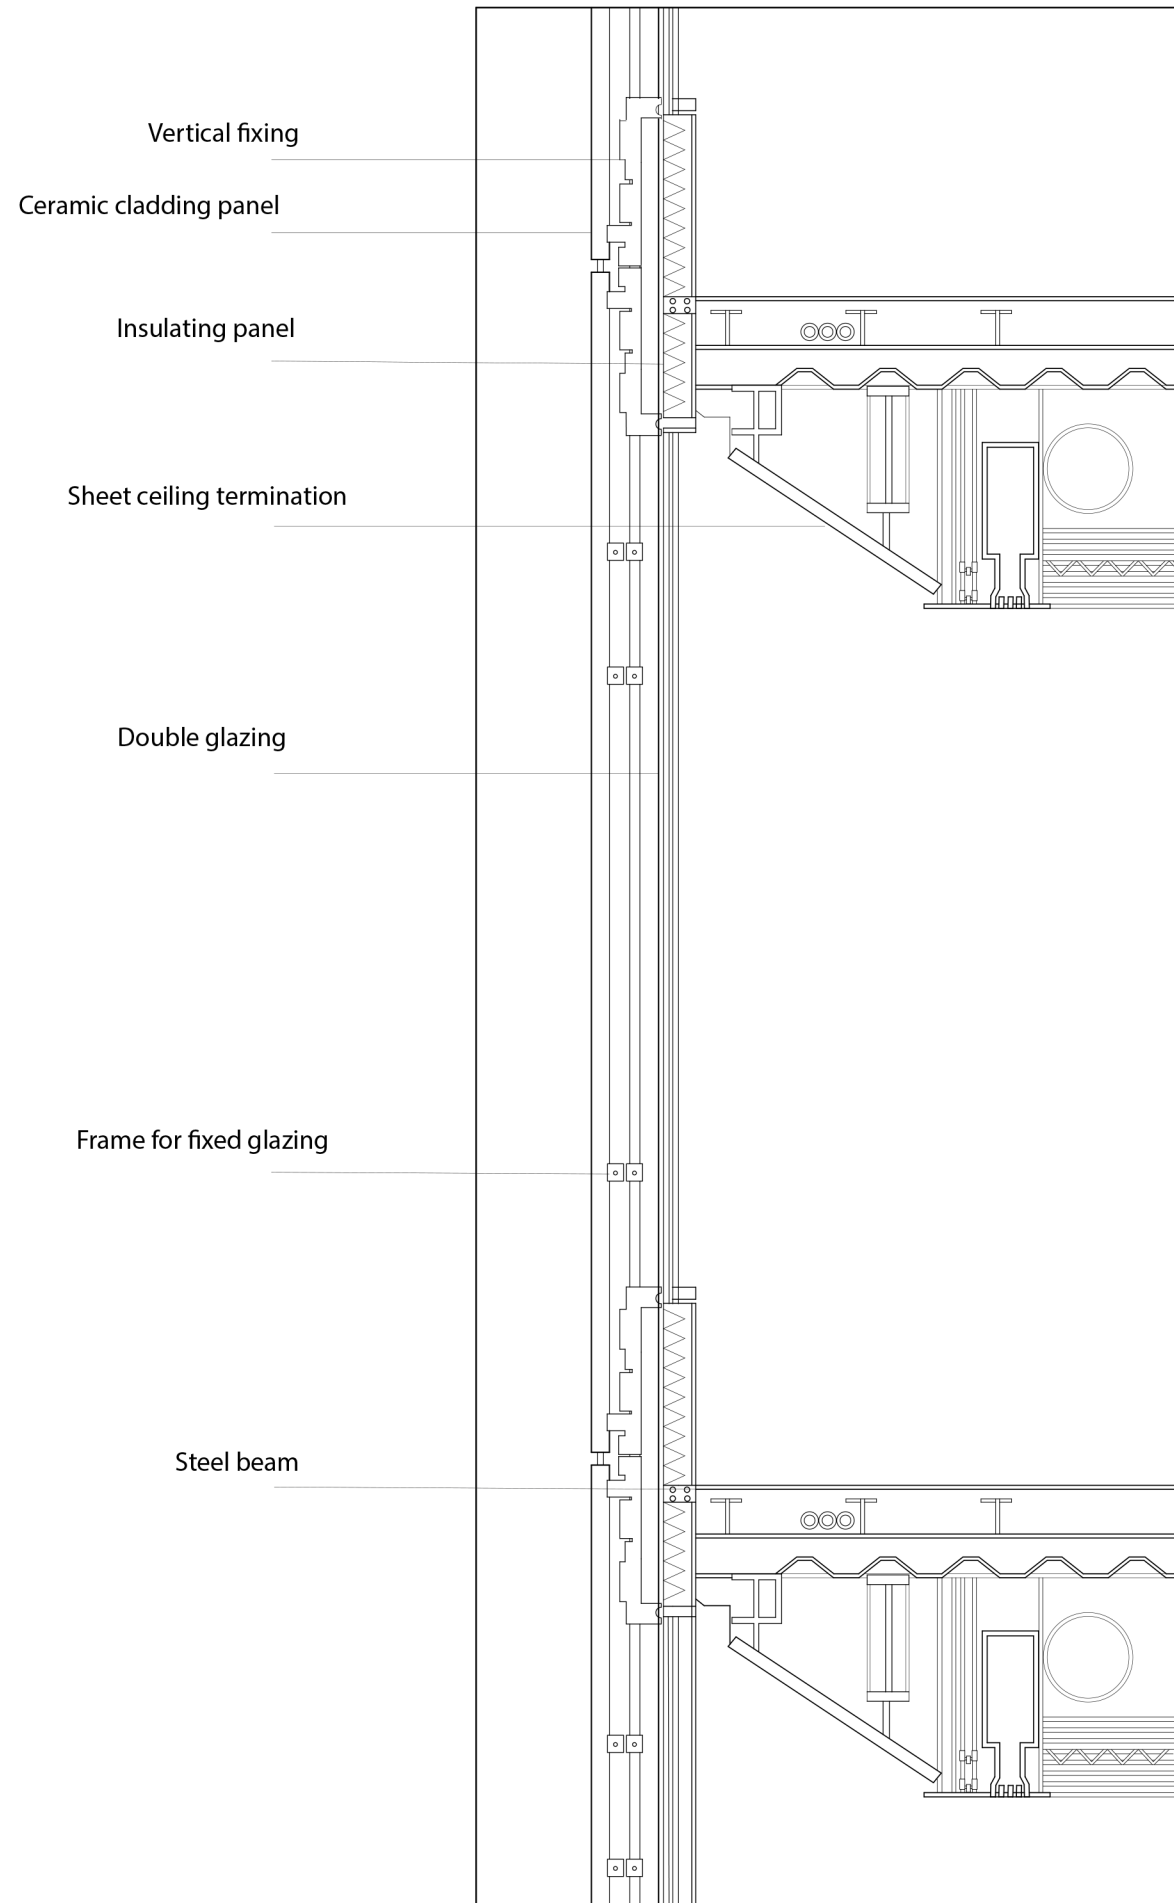 Vertical fixing
Ceramic cladding panel
Insulating panel
Sheet ceiling termination
Double glazing
Frame for fixed glazing
Steel beam